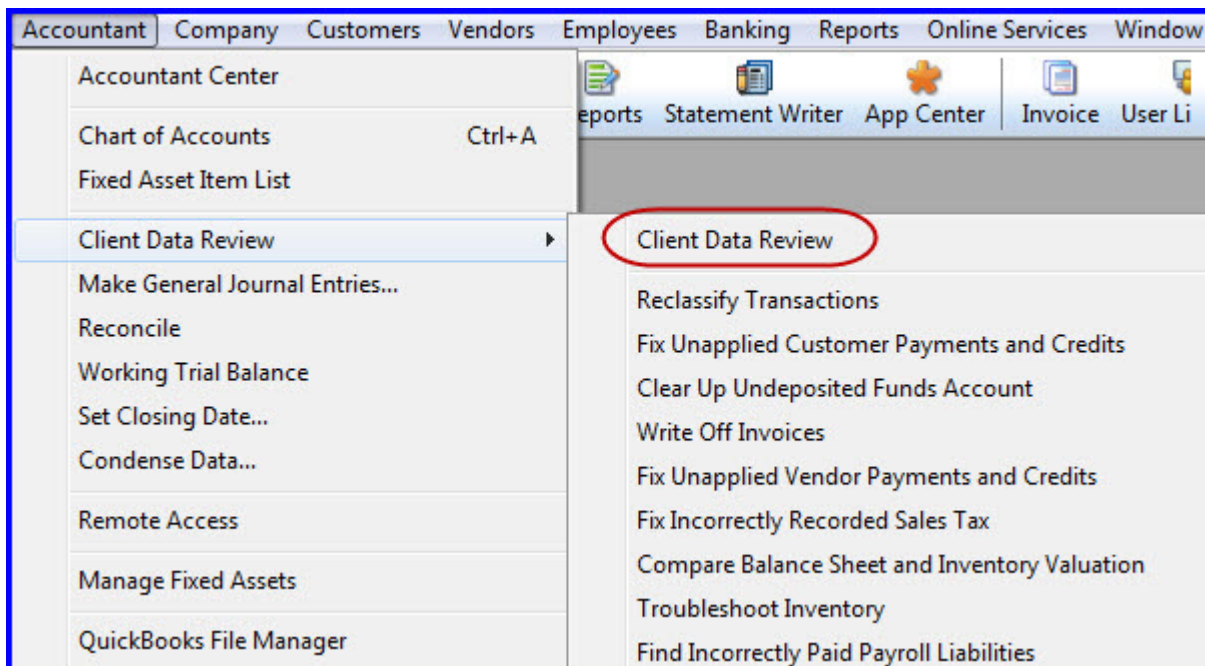 Accountant Company Customers Vendors Employees Banking Reports Online Services Window
eports Statement Writer App Center Invoice User Li
Accountant Center
Chart of Accounts Ctrl+A
Fixed Asset Item List
Client Data Review
Make General Journal Entries...
Reconcile
Working Trial Balance
Set Closing Date...
Condense Data...
Remote Access
Manage Fixed Assets
QuickBooks File Manager
Client Data Review
Reclassify Transactions
Fix Unapplied Customer Payments and Credits
Clear Up Undeposited Funds Account
Write Off Invoices
Fix Unapplied Vendor Payments and Credits
Fix Incorrectly Recorded Sales Tax
Compare Balance Sheet and Inventory Valuation
Troubleshoot Inventory
Find Incorrectly Paid Payroll Liabilities